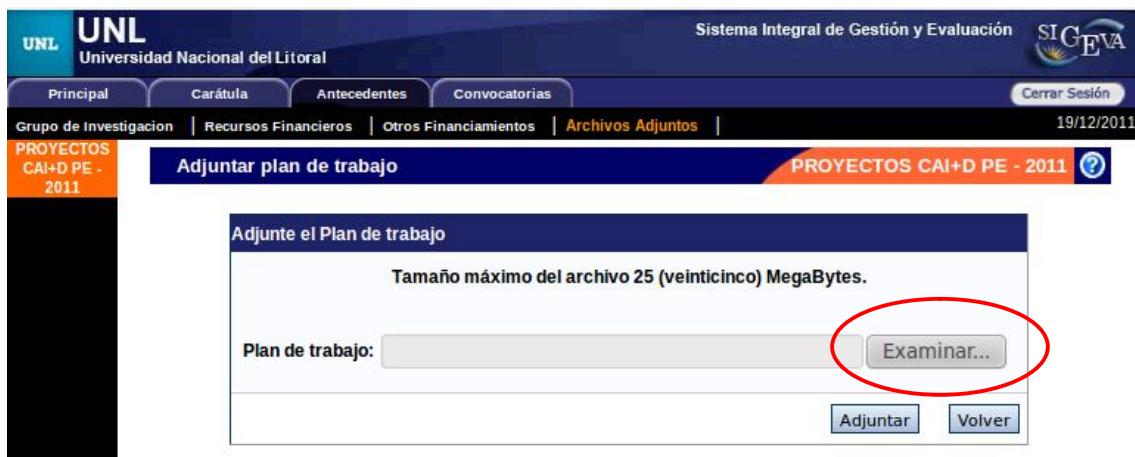 UNL
UNL
Universidad Nacional del Litoral
Sistema Integral de Gestión y Evaluación
SIGEVA
Principal
Carátula
Antecedentes
Convocatorias
Cerrar Sesión
Grupo de Investigacion | Recursos Financieros | Otros Financiamientos | Archivos Adjuntos |
19/12/2011
PROYECTOS
CAI+D PE -
2011
Adjuntar plan de trabajo
PROYECTOS CAI+D PE - 2011 ?
Adjunte el Plan de trabajo
Tamaño máximo del archivo 25 (veinticinco) MegaBytes.
Plan de trabajo:
Examinar...
Adjuntar
Volver